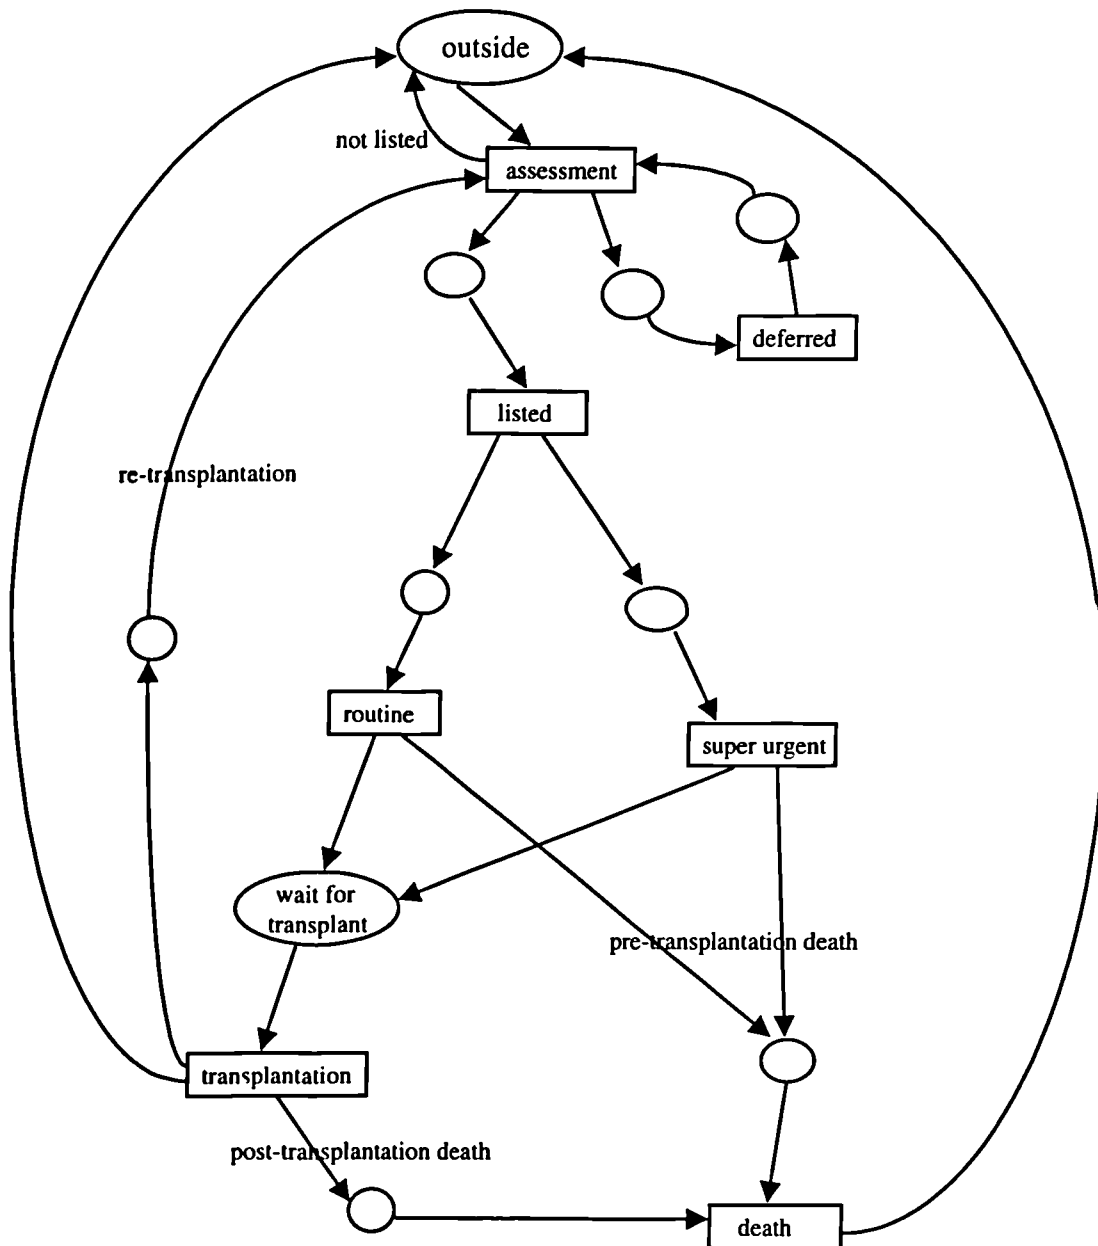 outside
not listed
assessment
deferred
listed
re-transplantation
routine
super urgent
wait for
transplant
pre-transplantation death
transplantation
post-transplantation death
death